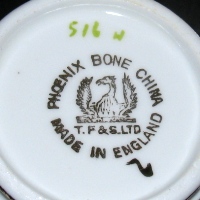 516 H
PHOENIX BONE CHINA
T. F & S. LTD
MADE IN ENGLAND